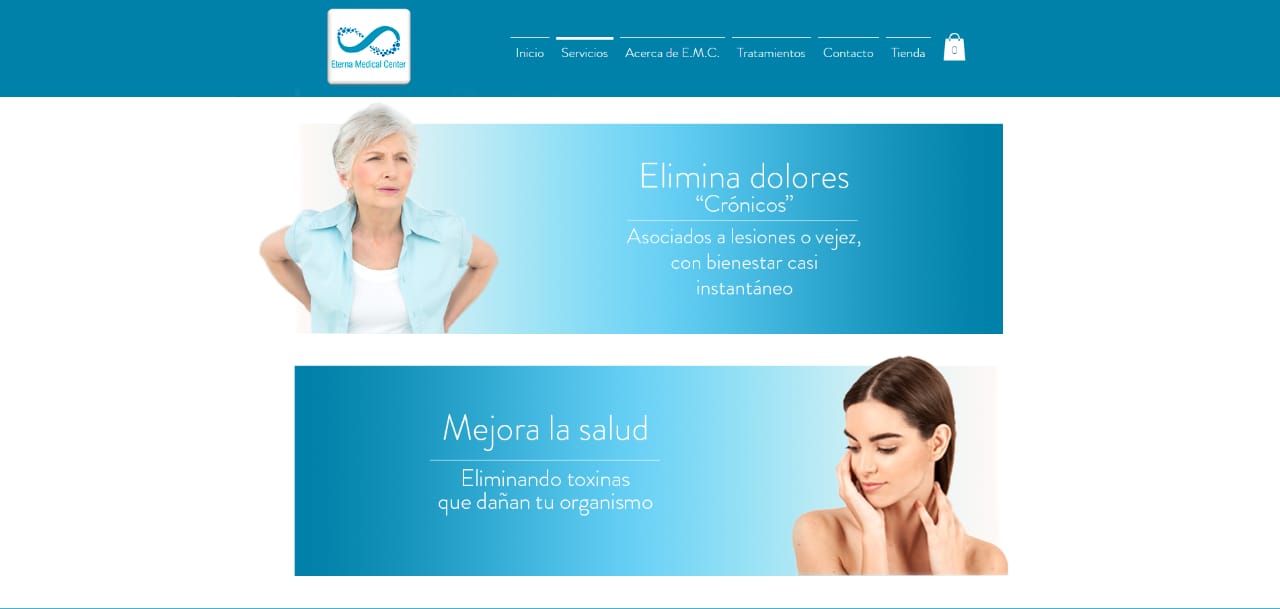 Eterna Medical Center
Inicio
Servicios
Acerca de E.M.C.
Tratamientos
Contacto
Tienda
0
Elimina dolores
“Crónicos”
Asociados a lesiones o vejez,
con bienestar casi
instantáneo
Mejora la salud
Eliminando toxinas
que dañan tu organismo